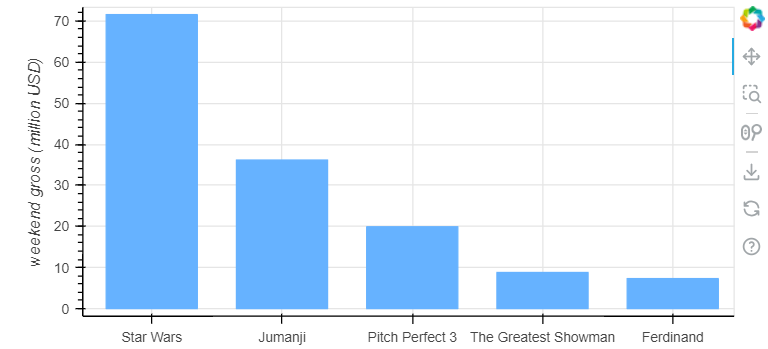 weekend gross (million USD)
70
60
50
40
30
20
10
0
Star Wars
Jumanji
Pitch Perfect 3
The Greatest Showman
Ferdinand